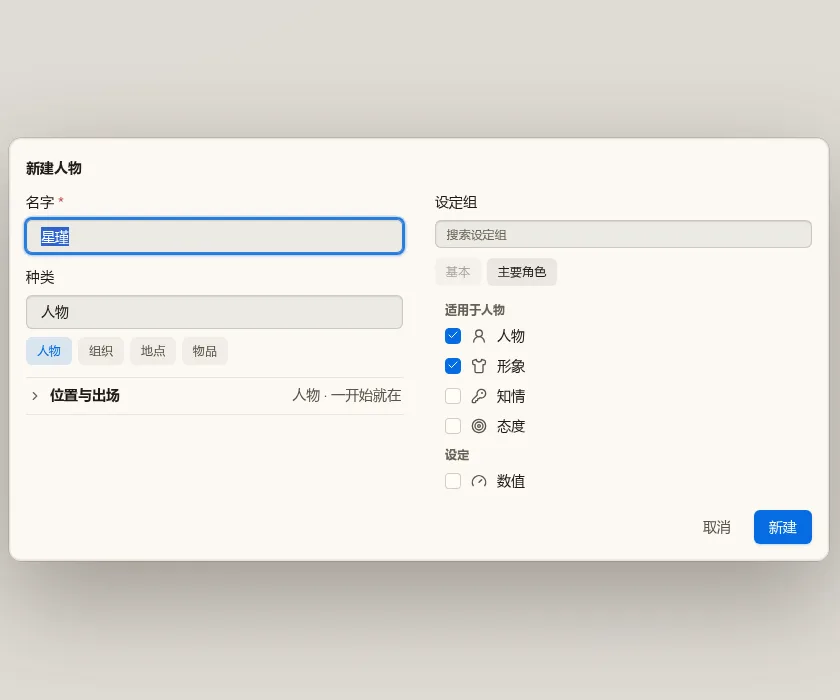 新建人物
名字 *
星瑾
种类
人物
人物 组织 地点 物品
位置与出场 人物 · 一开始就在
设定组
搜索设定组
基本 主要角色
适用于人物
人物
形象
知情
态度
设定
数值
取消 新建